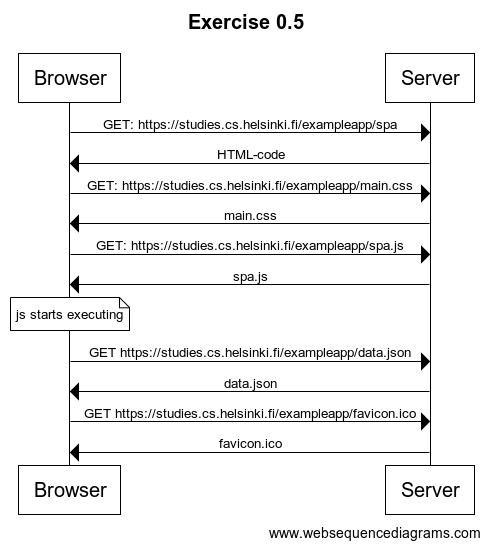 Exercise 0.5
Browser
Server
GET: https://studies.cs.helsinki.fi/exampleapp/spa
HTML-code
GET: https://studies.cs.helsinki.fi/exampleapp/main.css
main.css
GET: https://studies.cs.helsinki.fi/exampleapp/spa.js
spa.js
js starts executing
GET https://studies.cs.helsinki.fi/exampleapp/data.json
data.json
GET https://studies.cs.helsinki.fi/exampleapp/favicon.ico
favicon.ico
Browser
Server
www.websequencediagrams.com